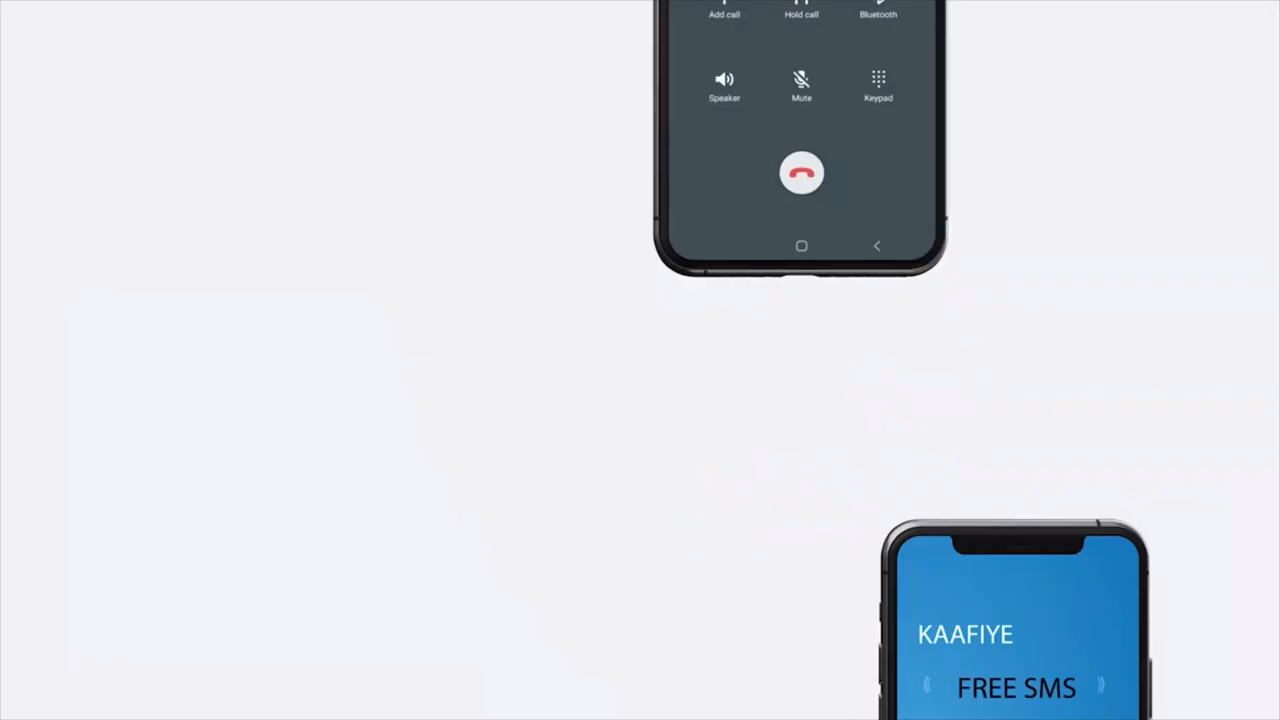 Add call Hold call Bluetooth
Speaker Mute Keypad
KAAFIYE
FREE SMS